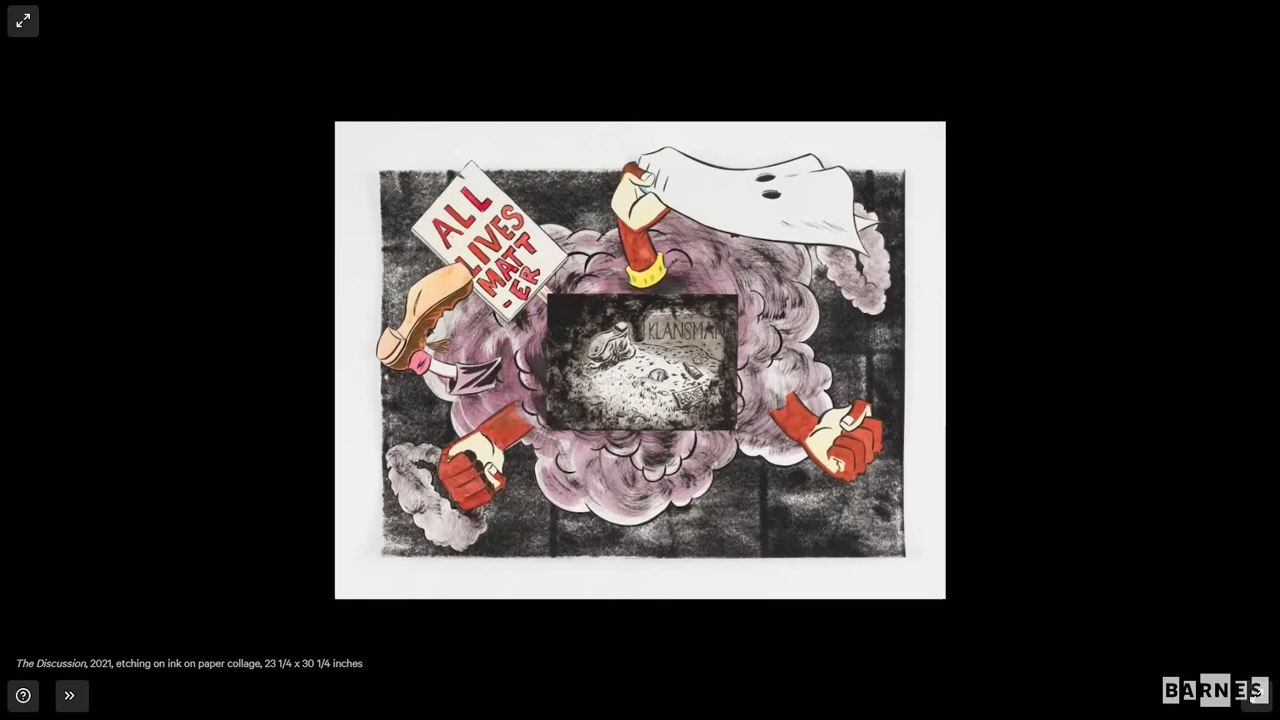 ALL
LIVES
MATT
-ER
KLANSMAN
The Discussion, 2021, etching on ink on paper collage, 23 1/4 x 30 1/4 inches
BARNES